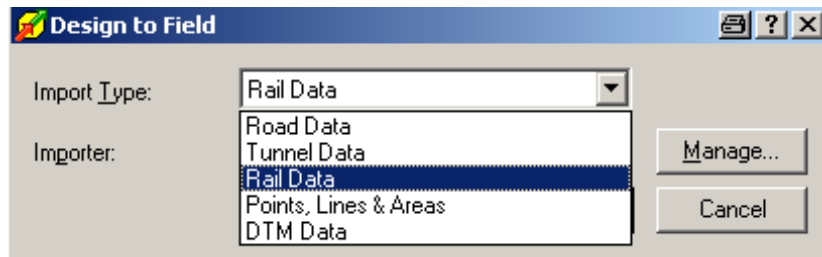 Design to Field
?
Import Type:
Rail Data
Road Data
Importer:
Tunnel Data
Manage...
Rail Data
Points, Lines & Areas
Cancel
DTM Data